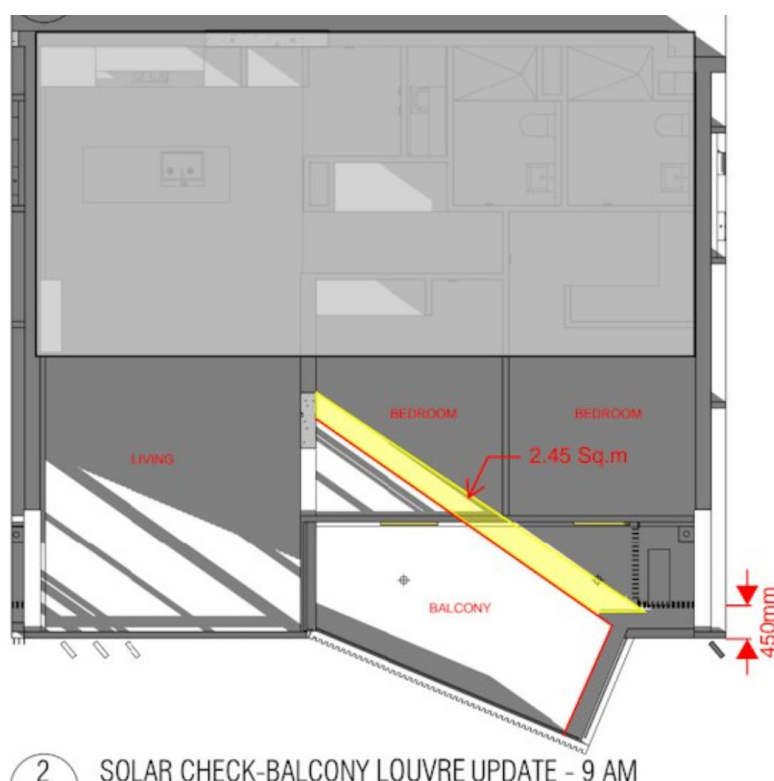 LIVING
BEDROOM
BEDROOM
2.45 Sq.m
BALCONY
450mm
2
SOLAR CHECK-BALCONY LOUVRE UPDATE - 9 AM